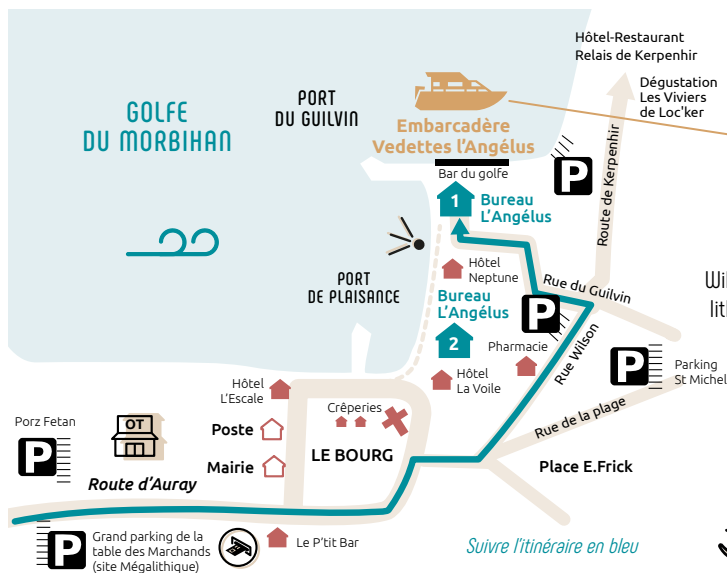 Hôtel-Restaurant
Relais de Kerpenhir
Dégustation
Les Viviers
de Loc'ker
GOLFE
DU MORBIHAN
PORT
DU GUILVIN
Embarcadère
Vedettes l'Angélus
Bar du golfe
P
1
Bureau
L'Angélus
Route de Kerpenhir
Hôtel
Neptune
Rue du Guilvin
PORT
DE PLAISANCE
Bureau
L'Angélus
2
P
Pharmacie
Rue Wilson
P
Parking
St Michel
Hôtel
La Voile
Hôtel
L'Escale
Crêperies
Poste
Mairie
LE BOURG
Rue de la plage
Place E.Frick
Porz Fetan
P
OT
Route d'Auray
P
Grand parking de la
table des Marchands
(site Mégalithique)
Le P'tit Bar
Suivre l'itinéraire en bleu